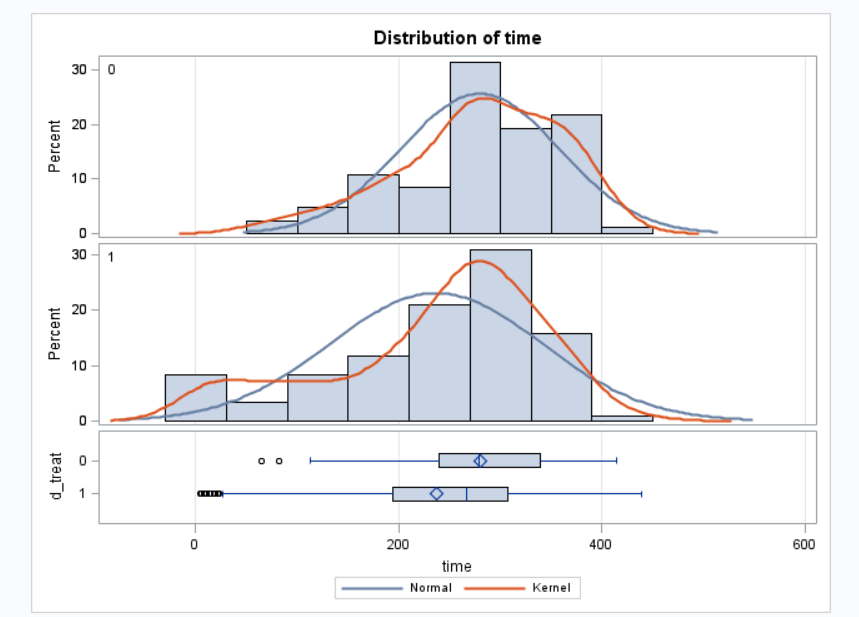 Distribution of time
30
0
20
10
0
Percent
30
1
20
10
0
Percent
d_treat
0
1
0 200 400 600
time
Normal Kernel